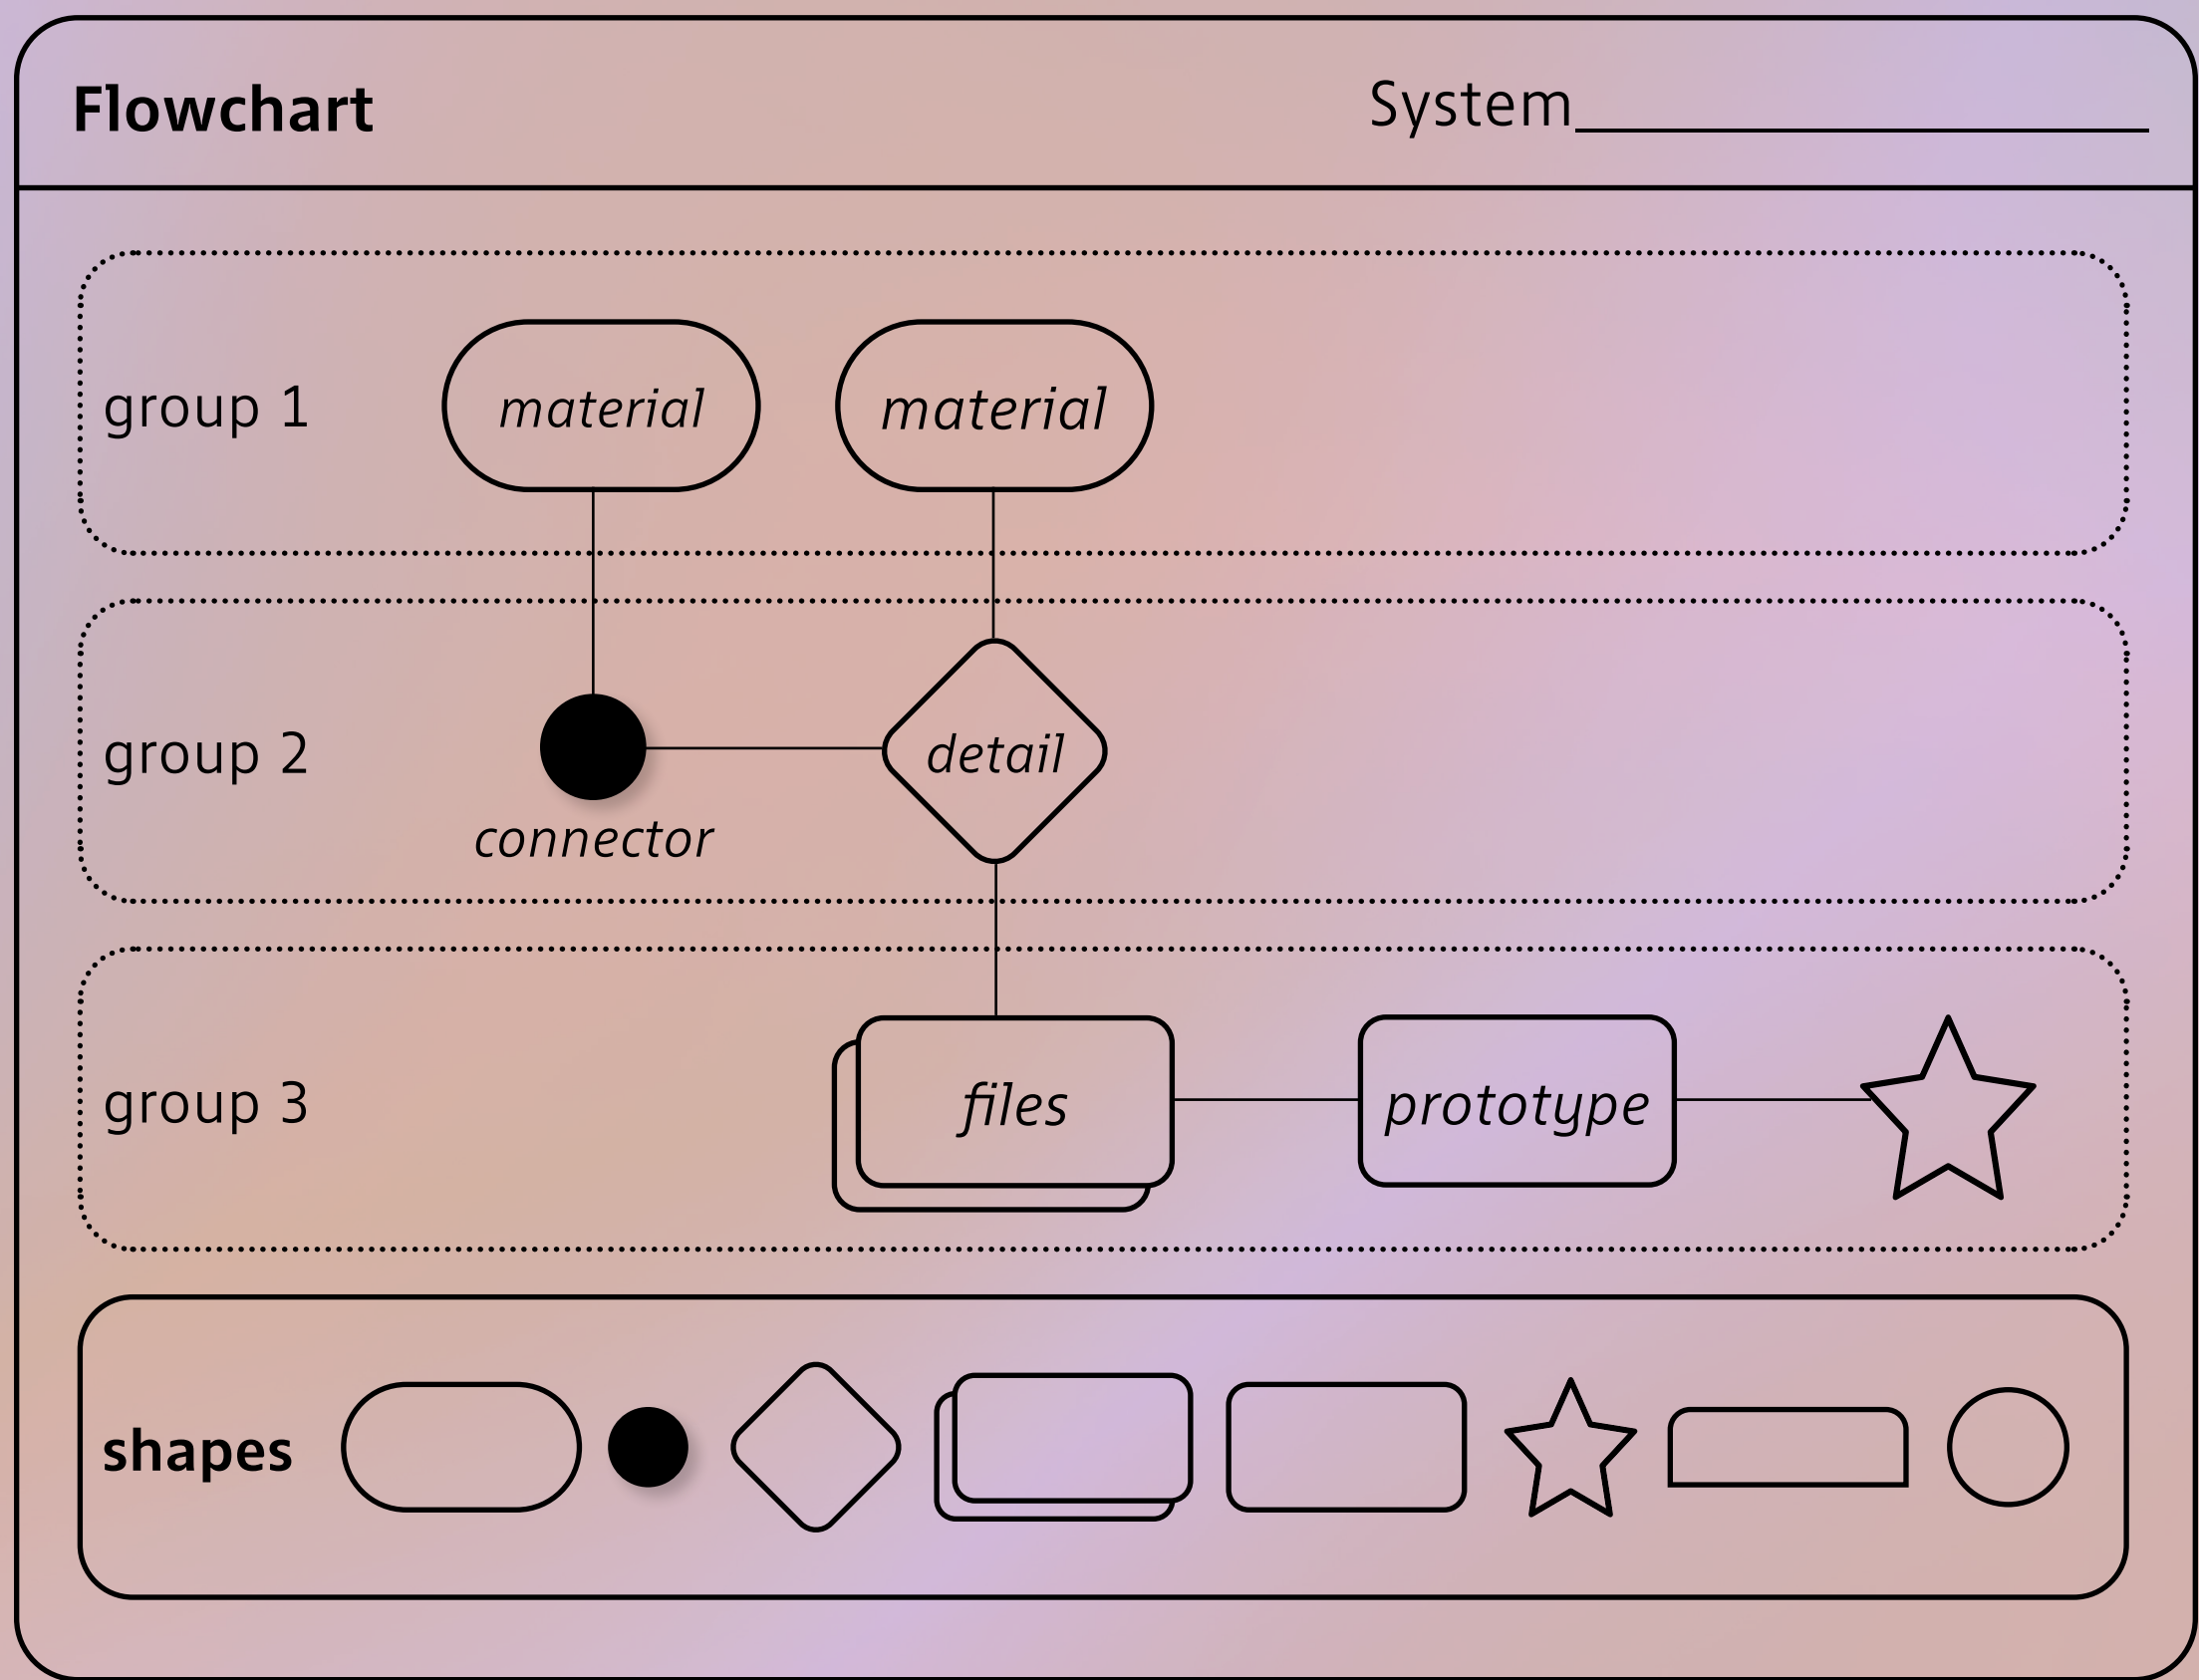 Flowchart
System
group 1
material
material
group 2
detail
connector
group 3
files
prototype
shapes